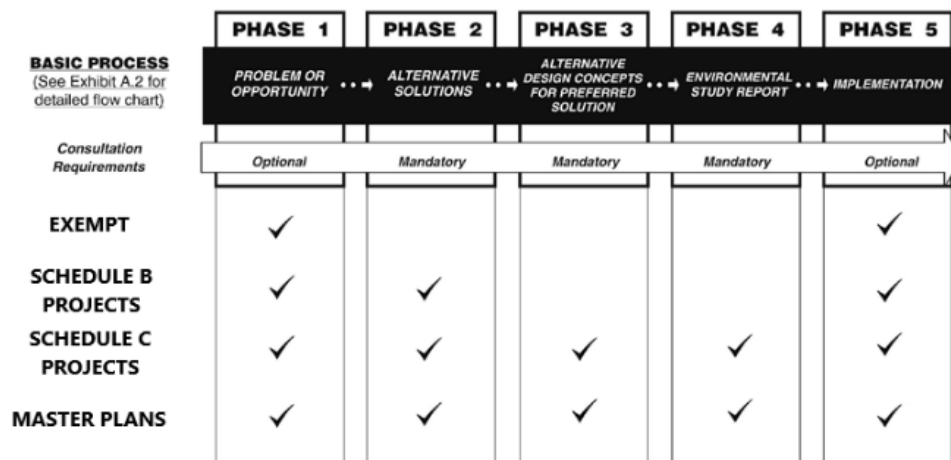 PHASE 1 PHASE 2 PHASE 3 PHASE 4 PHASE 5
BASIC PROCESS
(See Exhibit A.2 for
detailed flow chart)
PROBLEM OR
OPPORTUNITY
ALTERNATIVE
SOLUTIONS
ALTERNATIVE
DESIGN CONCEPTS
FOR PREFERRED
SOLUTION
ENVIRONMENTAL
STUDY REPORT
IMPLEMENTATION
Consultation
Requirements
Optional Mandatory Mandatory Mandatory Optional
EXEMPT
SCHEDULE B
PROJECTS
SCHEDULE C
PROJECTS
MASTER PLANS